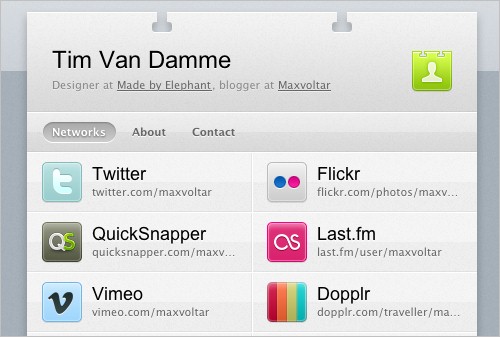 Tim Van Damme
Designer at Made by Elephant, blogger at Maxvoltar
Networks About Contact
Twitter
twitter.com/maxvoltar
Flickr
flickr.com/photos/maxv...
QS
QuickSnapper
quicksnapper.com/maxv...
Last.fm
last.fm/user/maxvoltar
Vimeo
vimeo.com/maxvoltar
Dopplr
dopplr.com/traveller/ma...